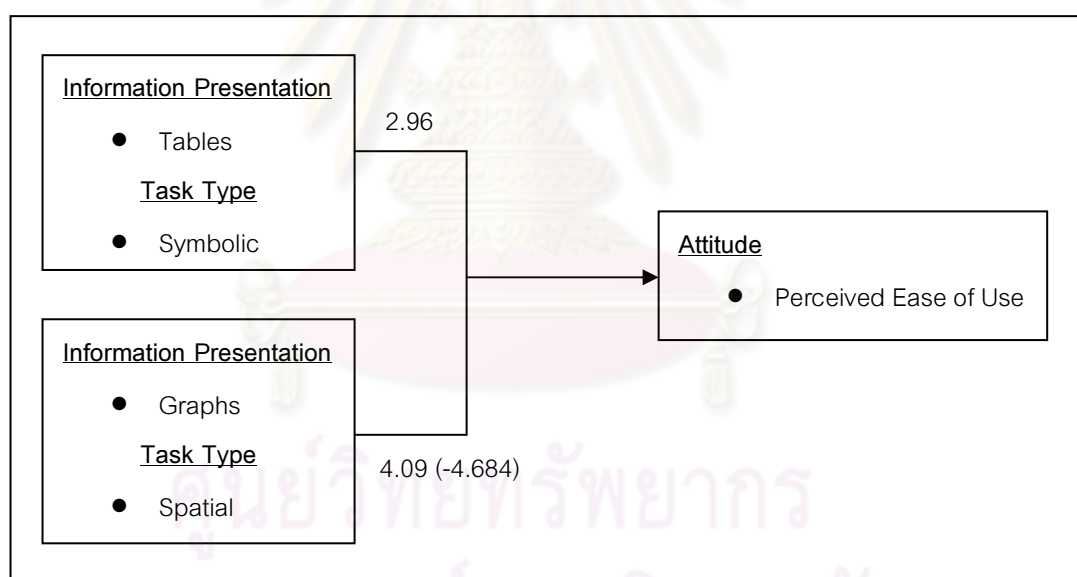 Information Presentation
● Tables
Task Type
● Symbolic
2.96
Attitude
● Perceived Ease of Use
Information Presentation
● Graphs
Task Type
● Spatial
4.09 (-4.684)
ศูนย์วิทยทรัพยากร